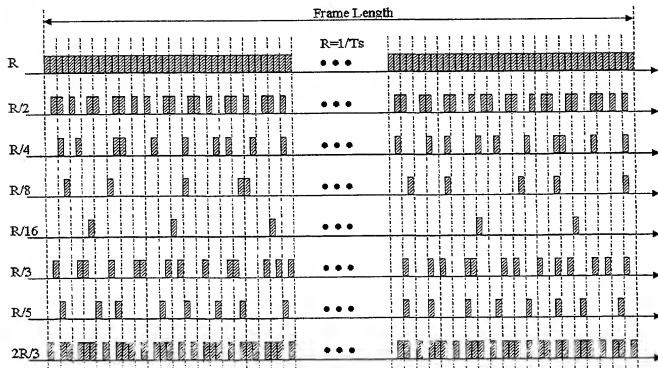 Frame Length
R=1/Ts
R
R/2
R/4
R/8
R/16
R/3
R/5
2R/3